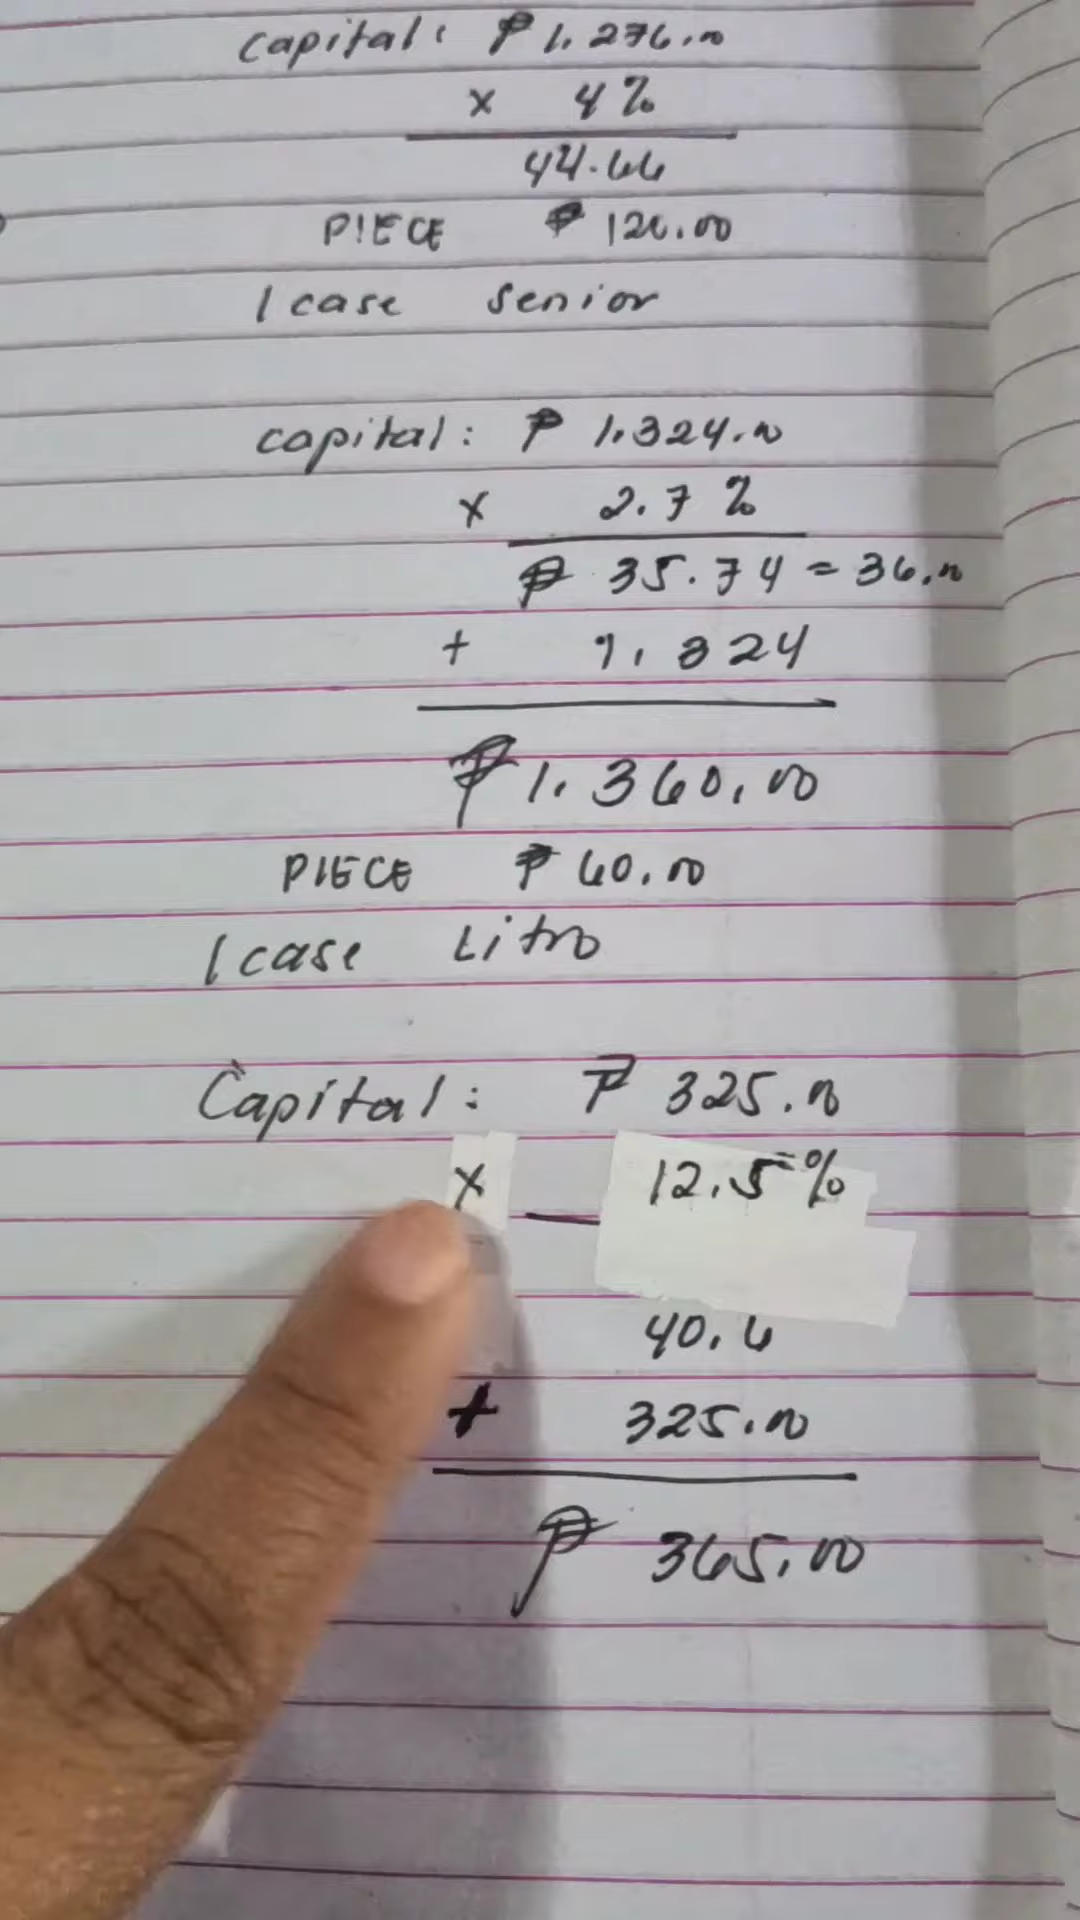 Capital: ₱ 1.276.00
x 4%
44.66
PIECE ₱ 120.00
1 case Senior
capital: ₱ 1.324.00
x 2.7 %
₱ 35.74 = 36.00
+ 1,324
₱ 1.360.00
PIECE ₱ 60.00
1 case Litro
Capital: ₱ 325.00
x 12.5%
40.6
+ 325.00
₱ 365.00